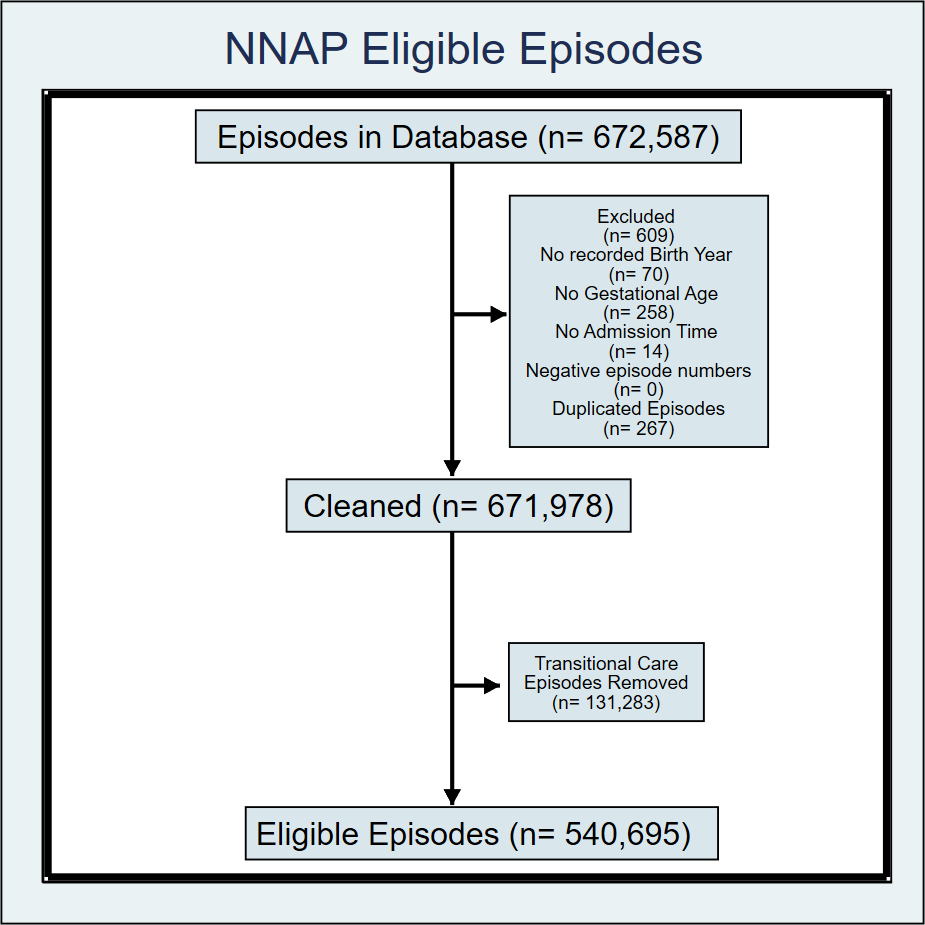 NNAP Eligible Episodes
Episodes in Database (n= 672,587)
Excluded
(n= 609)
No recorded Birth Year
(n= 70)
No Gestational Age
(n= 258)
No Admission Time
(n= 14)
Negative episode numbers
(n= 0)
Duplicated Episodes
(n= 267)
Cleaned (n= 671,978)
Transitional Care
Episodes Removed
(n= 131,283)
Eligible Episodes (n= 540,695)